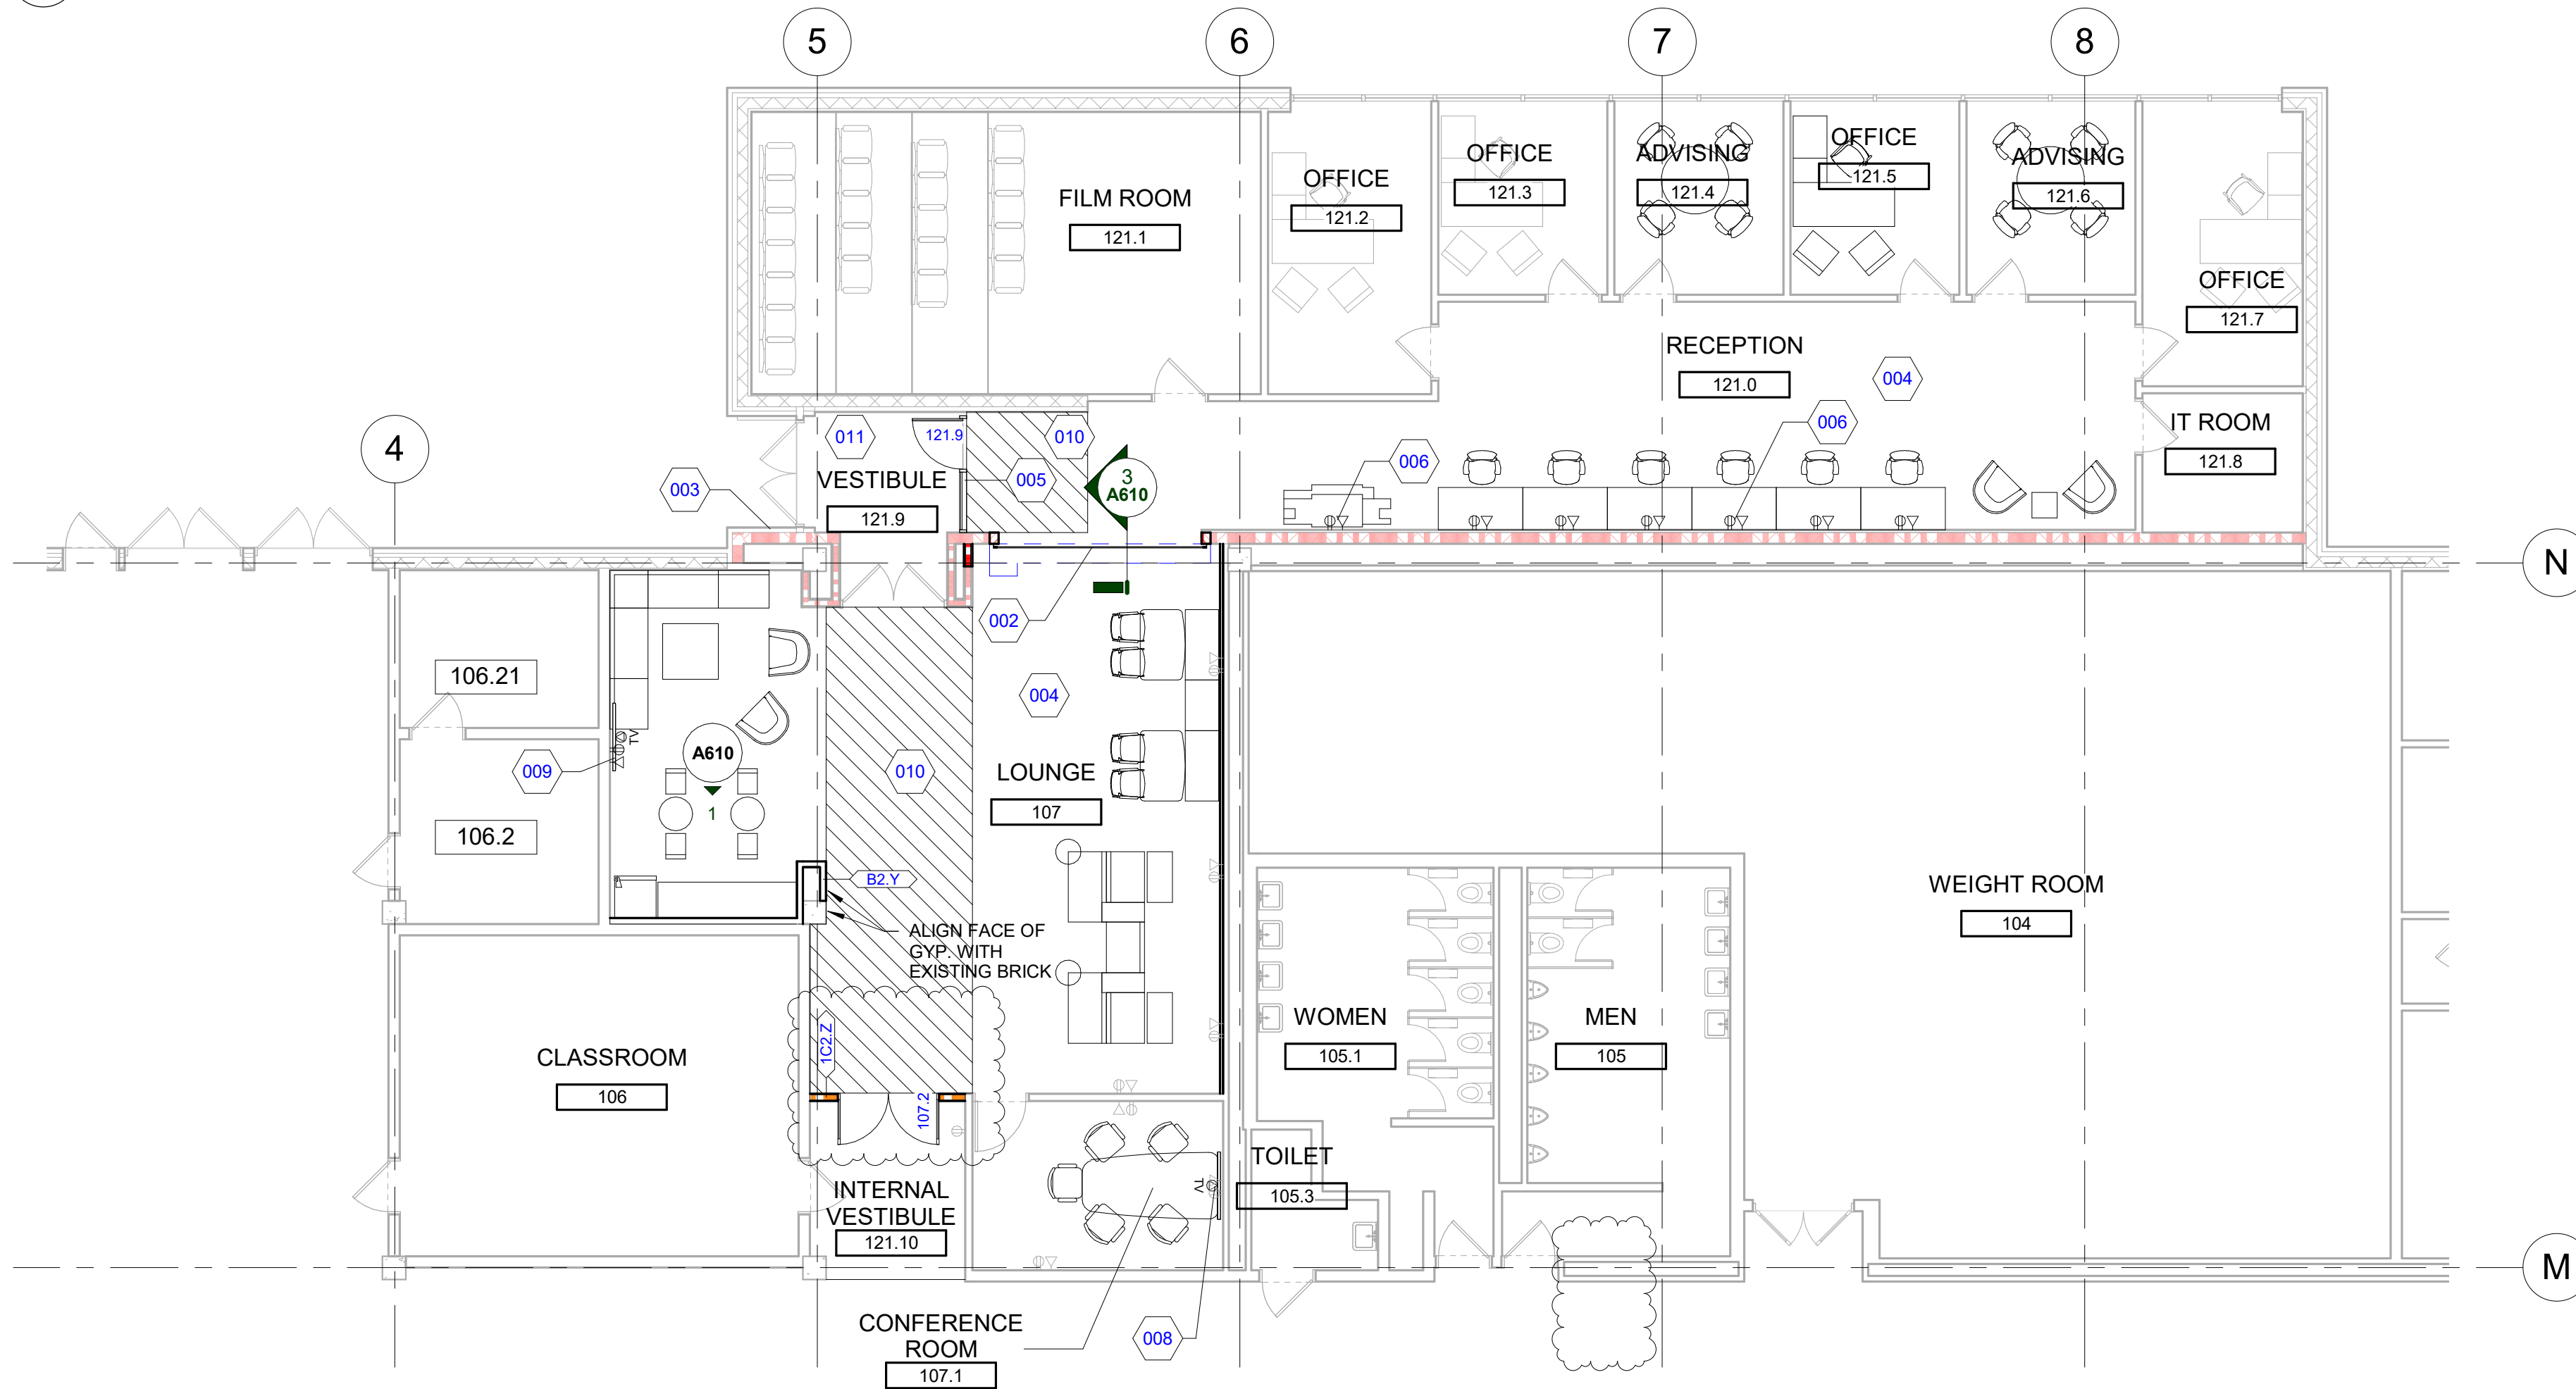 5
6
7
8
FILM ROOM
121.1
OFFICE
121.2
OFFICE
121.3
ADVISING
121.4
OFFICE
121.5
ADVISING
121.6
OFFICE
121.7
RECEPTION
121.0
004
IT ROOM
121.8
4
003
011
121.9
010
VESTIBULE
121.9
005
3
A610
006
006
N
002
106.21
004
106.2
009
TV
A610
1
010
LOUNGE
107
B2.Y
ALIGN FACE OF
GYP. WITH
EXISTING BRICK
WEIGHT ROOM
104
WOMEN
105.1
MEN
105
CLASSROOM
106
1C2.Z
107.2
TOILET
105.3
INTERNAL
VESTIBULE
121.10
TV
M
CONFERENCE
ROOM
107.1
008